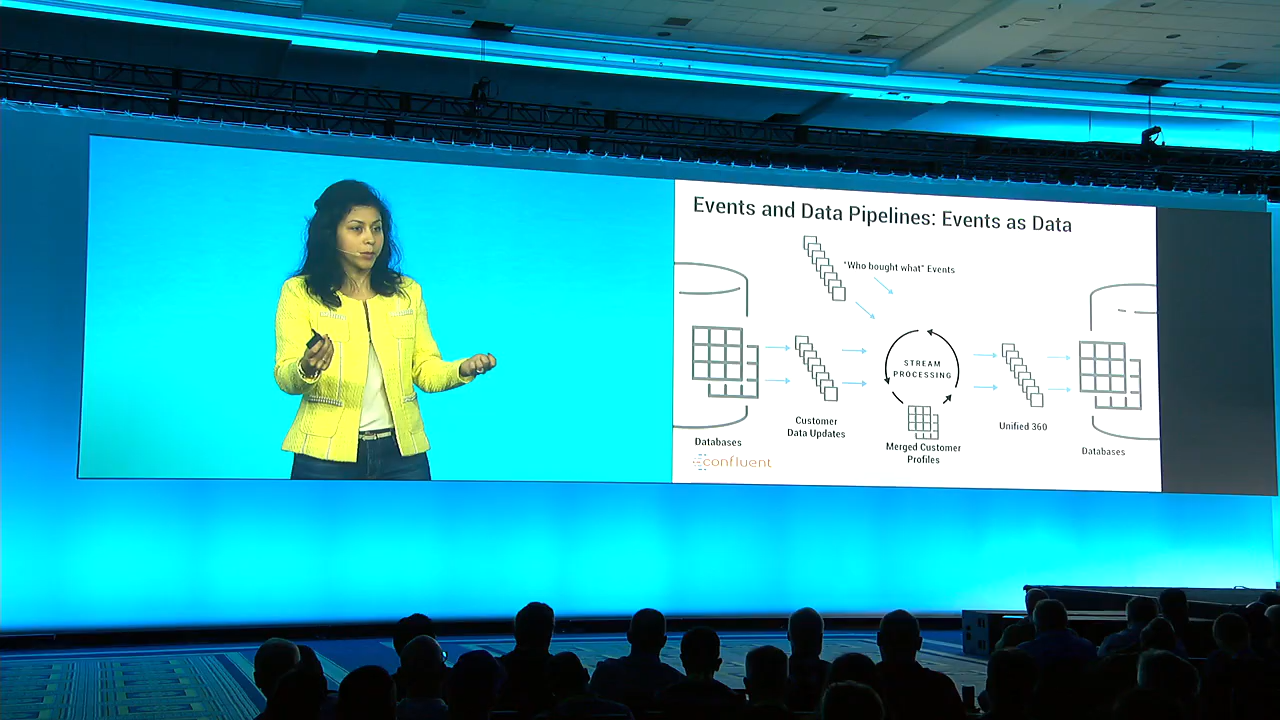 Events and Data Pipelines: Events as Data
"Who bought what" Events
STREAM
PROCESSING
Customer
Data Updates
Unified 360
Databases
Merged Customer
Profiles
Databases
confluent